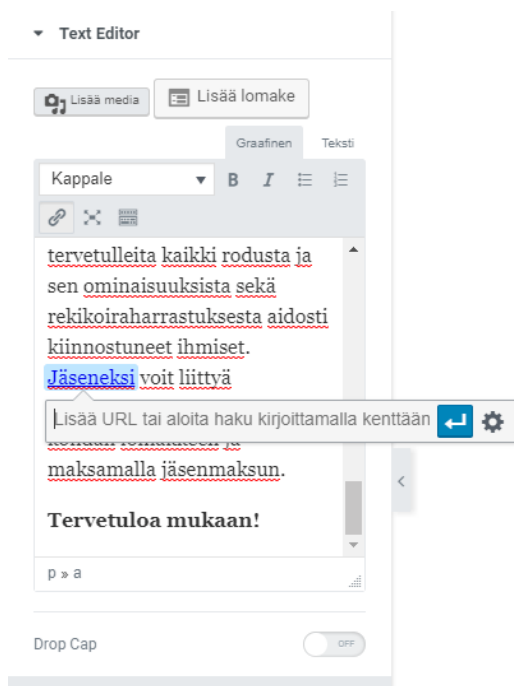 Text Editor
Lisää media
Lisää lomake
Graafinen Teksti
Kappale B I
tervetulleita kaikki rodusta ja
sen ominaisuuksista sekä
rekikoiraharrastuksesta aidosti
kiinnostuneet ihmiset.
Jäseneksi voit liittyä
Lisää URL tai aloita haku kirjoittamalla kenttään
maksamalla jäsenmaksun.
Tervetuloa mukaan!
p » a
Drop Cap OFF